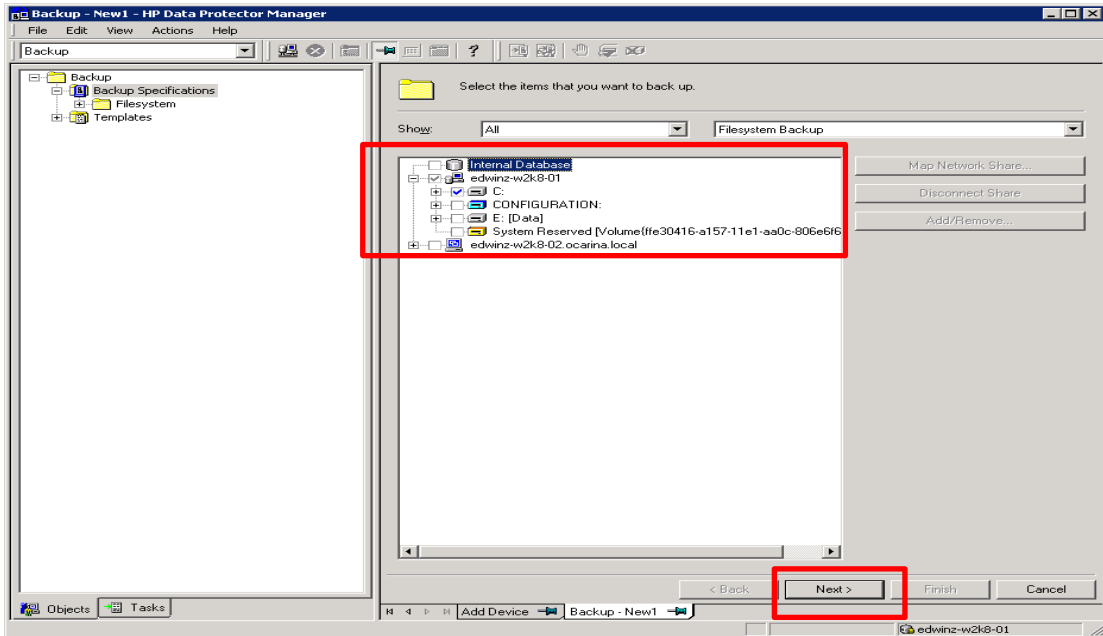 Backup - New1 - HP Data Protector Manager
File Edit View Actions Help
Backup
Backup
Backup Specifications
Filesystem
Templates
Select the items that you want to back up.
Show: All Filesystem Backup
Internal Database
edwinz-w2k8-01
C:
CONFIGURATION:
E: [Data]
System Reserved [Volume{ffe30416-a157-11e1-aa0c-806e6f6
edwinz-w2k8-02.ocarina.local
Map Network Share...
Disconnect Share
Add/Remove...
< Back Next > Finish Cancel
Objects Tasks
Add Device Backup - New1
edwinz-w2k8-01